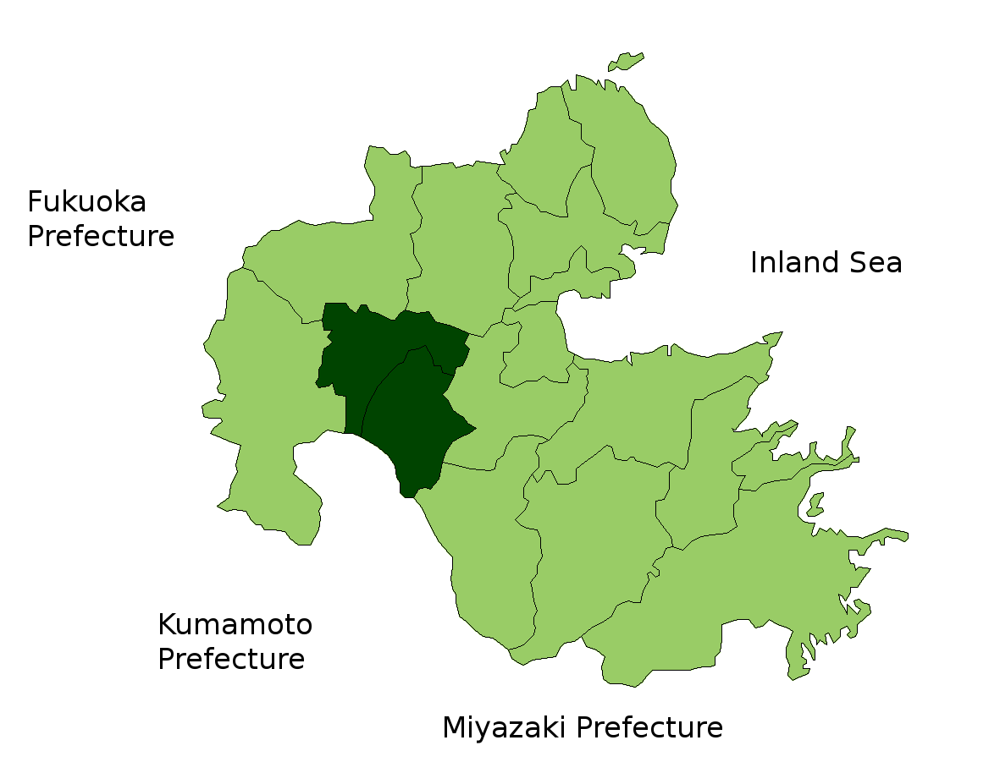 Fukuoka
Prefecture
Inland Sea
Kumamoto
Prefecture
Miyazaki Prefecture